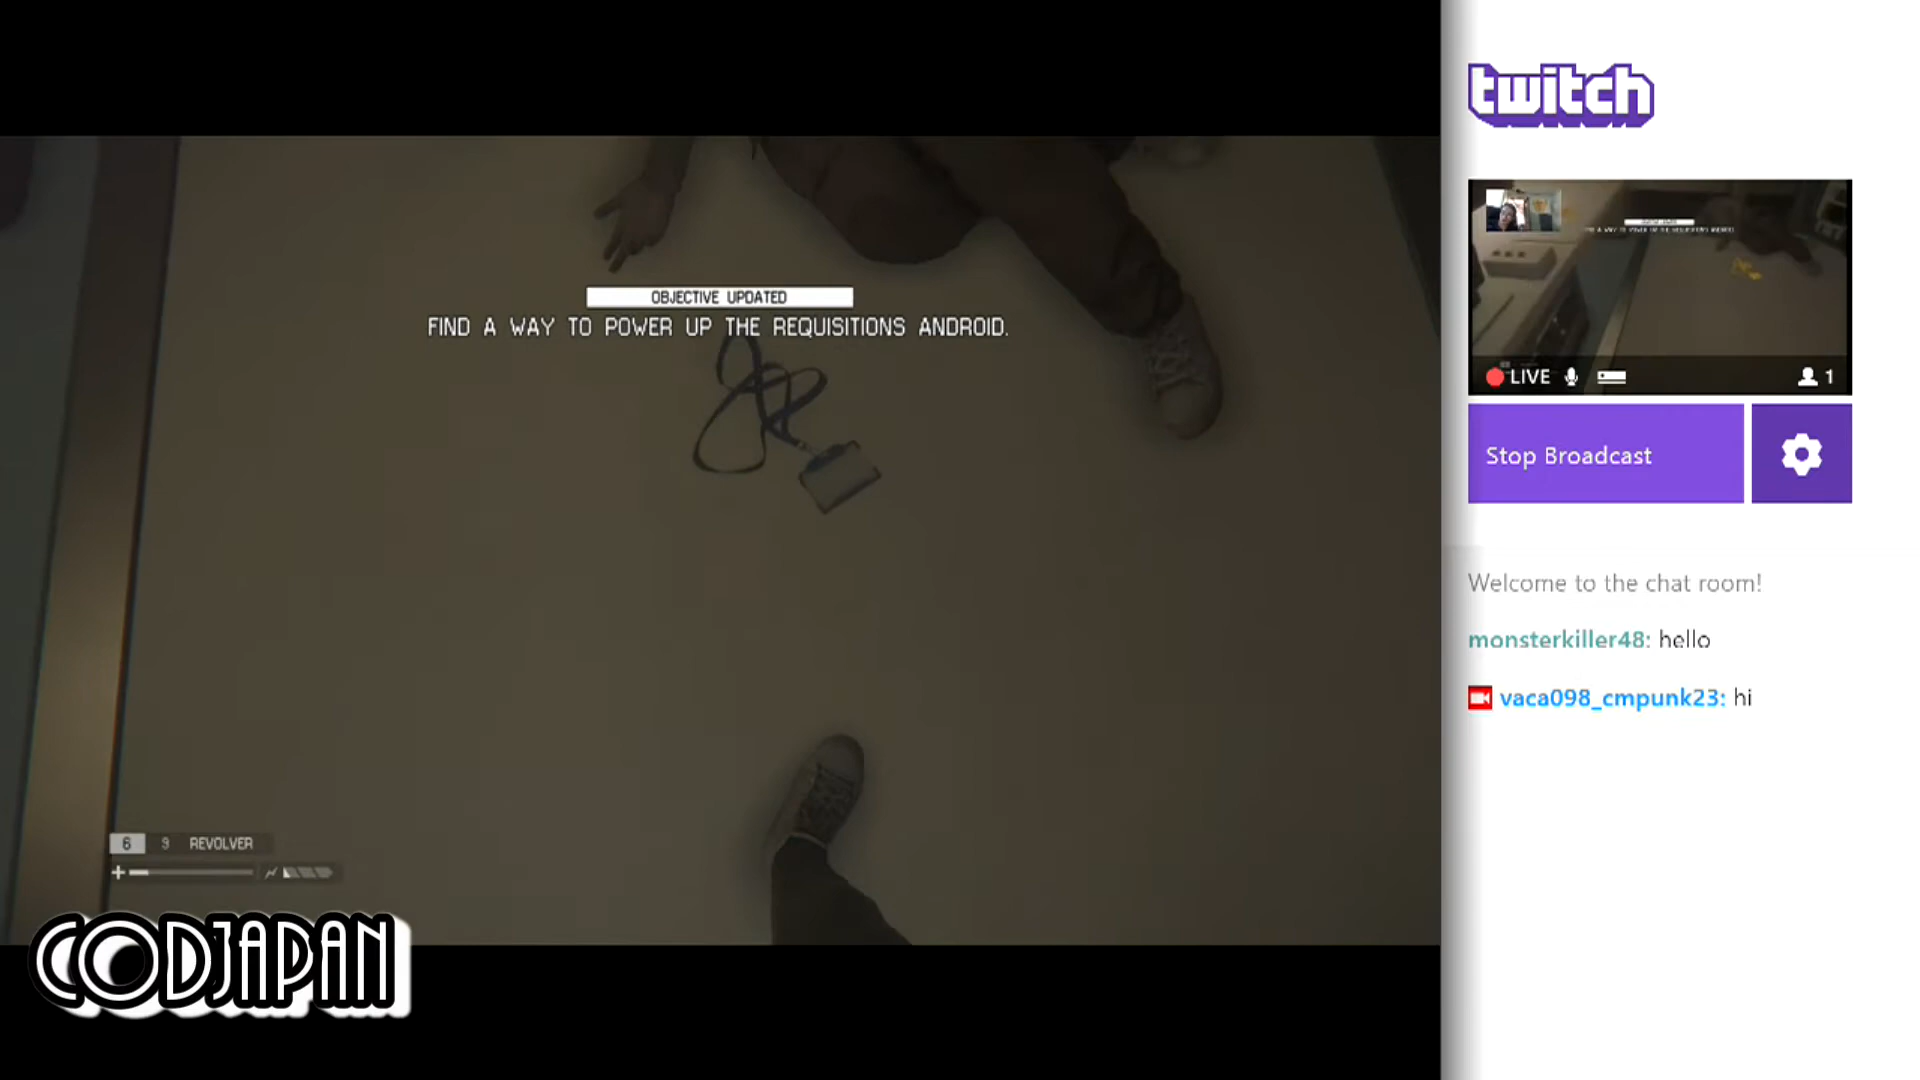 twitch
OBJECTIVE UPDATED
FIND A WAY TO POWER UP THE REQUISITIONS ANDROID.
LIVE 1
Stop Broadcast
Welcome to the chat room!
monsterkiller48: hello
vaca098_cmpunk23: hi
6 9 REVOLVER
CODJAPAN